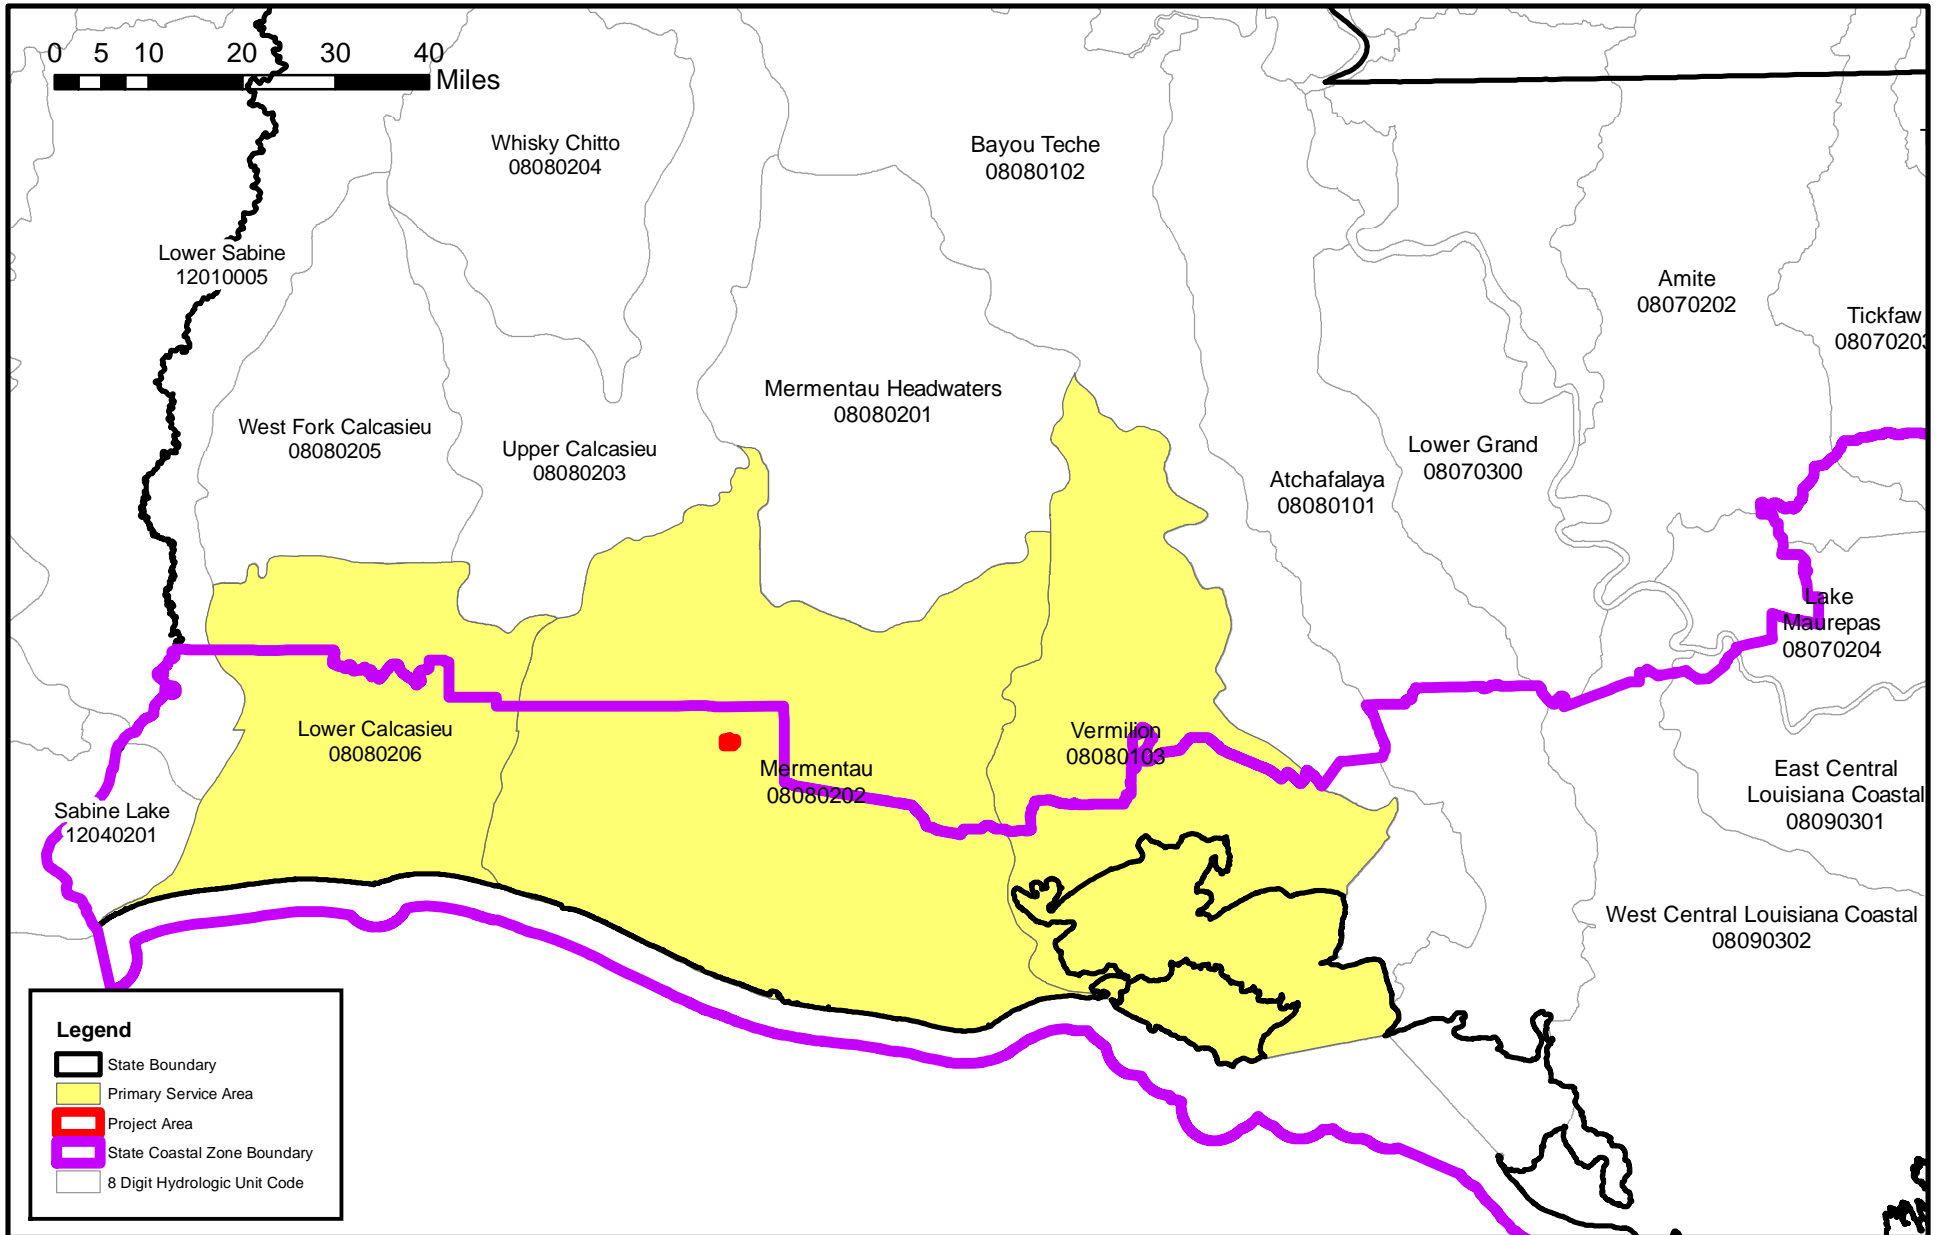 0 5 10 20 30 40
Miles
Whisky Chitto
08080204
Bayou Teche
08080102
Lower Sabine
12010005
Amite
08070202
Tickfaw
08070203
Mermentau Headwaters
08080201
West Fork Calcasieu
08080205
Upper Calcasieu
08080203
Lower Grand
08070300
Atchafalaya
08080101
Lake
Maurepas
08070204
Lower Calcasieu
08080206
Vermilion
08080103
Mermentau
08080202
East Central
Louisiana Coastal
08090301
Sabine Lake
12040201
West Central Louisiana Coastal
08090302
Legend
State Boundary
Primary Service Area
Project Area
State Coastal Zone Boundary
8 Digit Hydrologic Unit Code